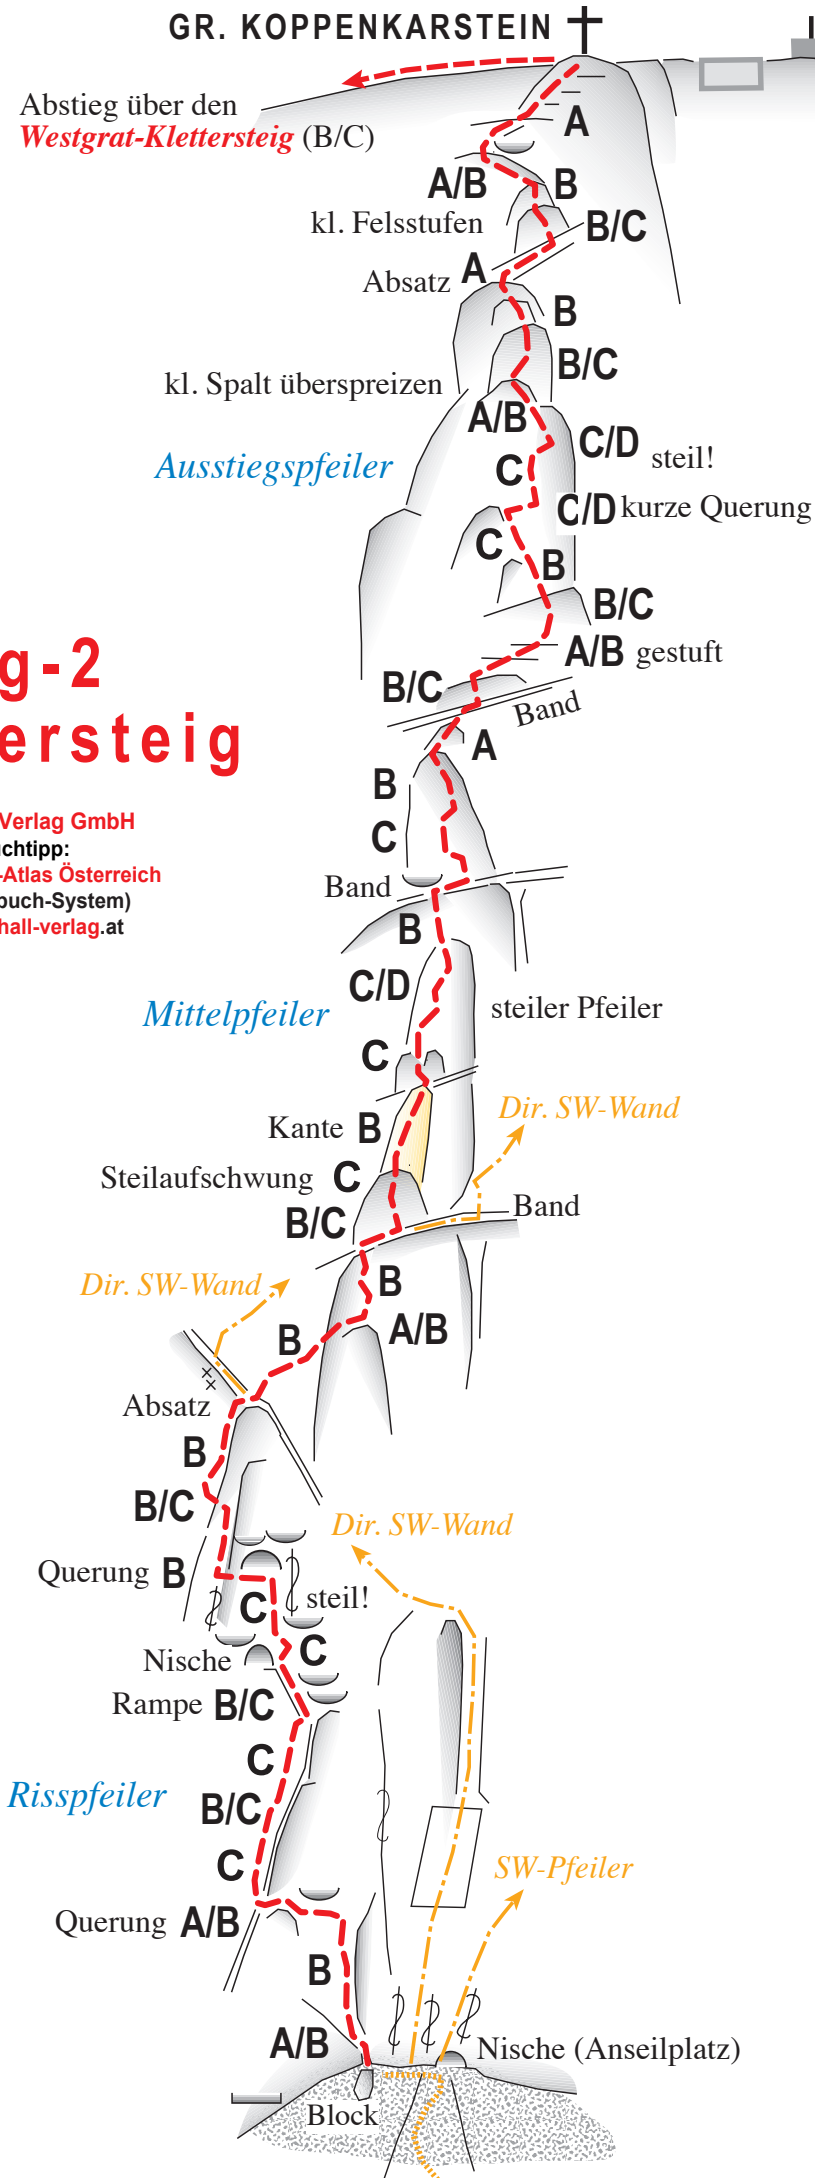 GR. KOPPENKARSTEIN
Abstieg über den
Westgrat-Klettersteig (B/C)
A
A/B
B
kl. Felsstufen
B/C
Absatz A
B
B/C
kl. Spalt überspreizen
A/B
C/D steil!
Ausstiegspfeiler
C
C/D kurze Querung
C
B
B/C
g-2
A/B gestuft
B/C
Band
ersteig
A
B
Verlag GmbH
C
uchtipp:
-Atlas Österreich
Band
buch-System)
hall-verlag.at
B
C/D
Mittelpfeiler
steiler Pfeiler
C
Dir. SW-Wand
Kante B
Steilaufschwung C
Band
B/C
Dir. SW-Wand
B
A/B
B
Absatz
B
B/C
Dir. SW-Wand
Querung B
steil!
C
C
Nische
Rampe B/C
C
Risspfeiler
B/C
C
SW-Pfeiler
Querung A/B
B
A/B
Nische (Anseilplatz)
Block